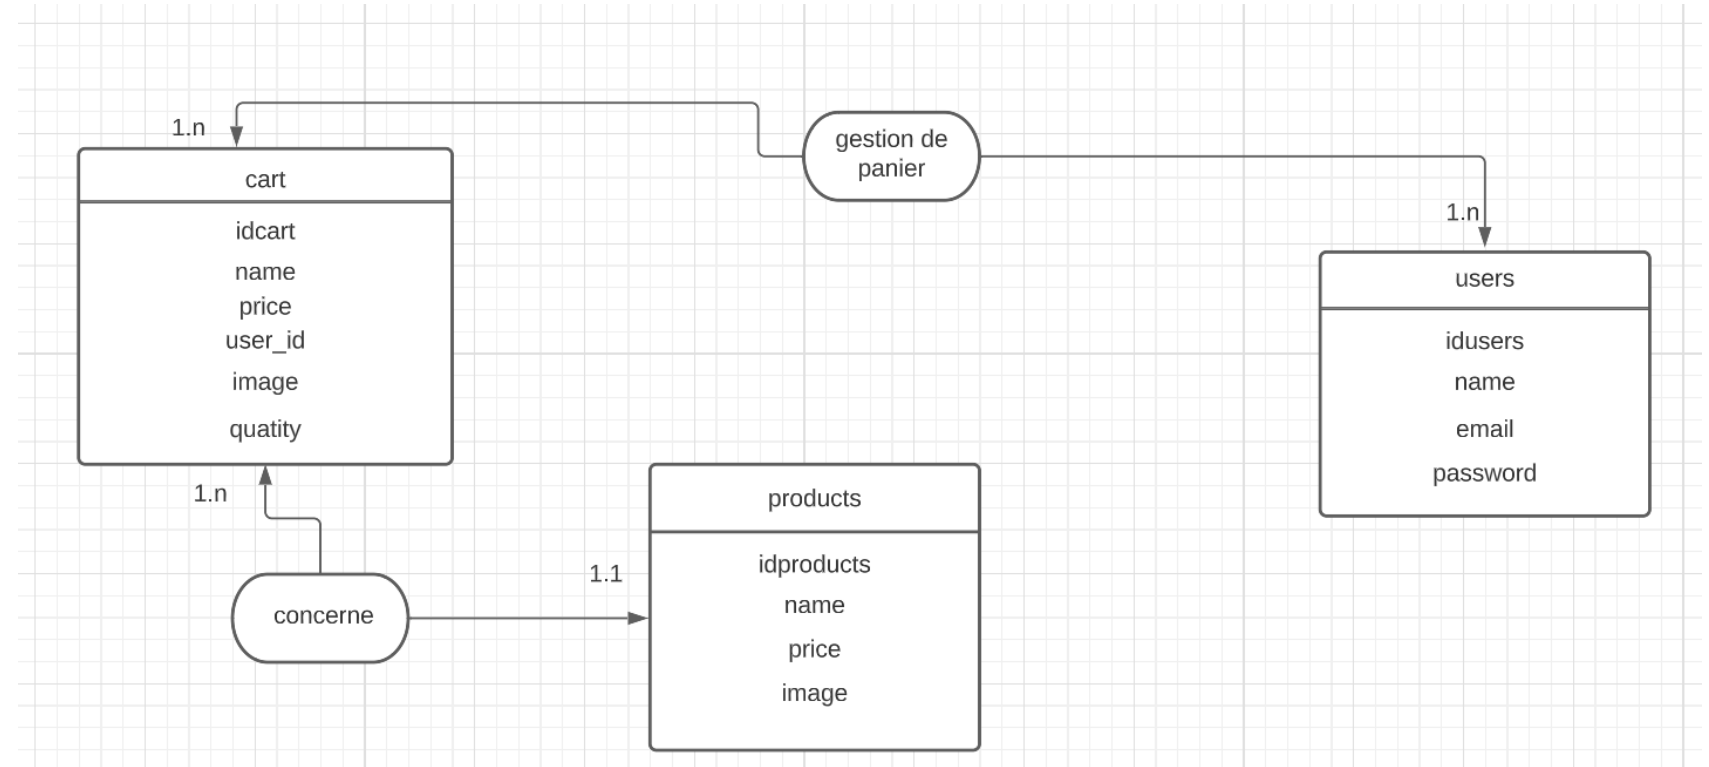 gestion de
panier
1.n
cart
idcart
name
price
user_id
image
quatity
1.n
users
idusers
name
email
password
1.n
concerne
1.1
products
idproducts
name
price
image